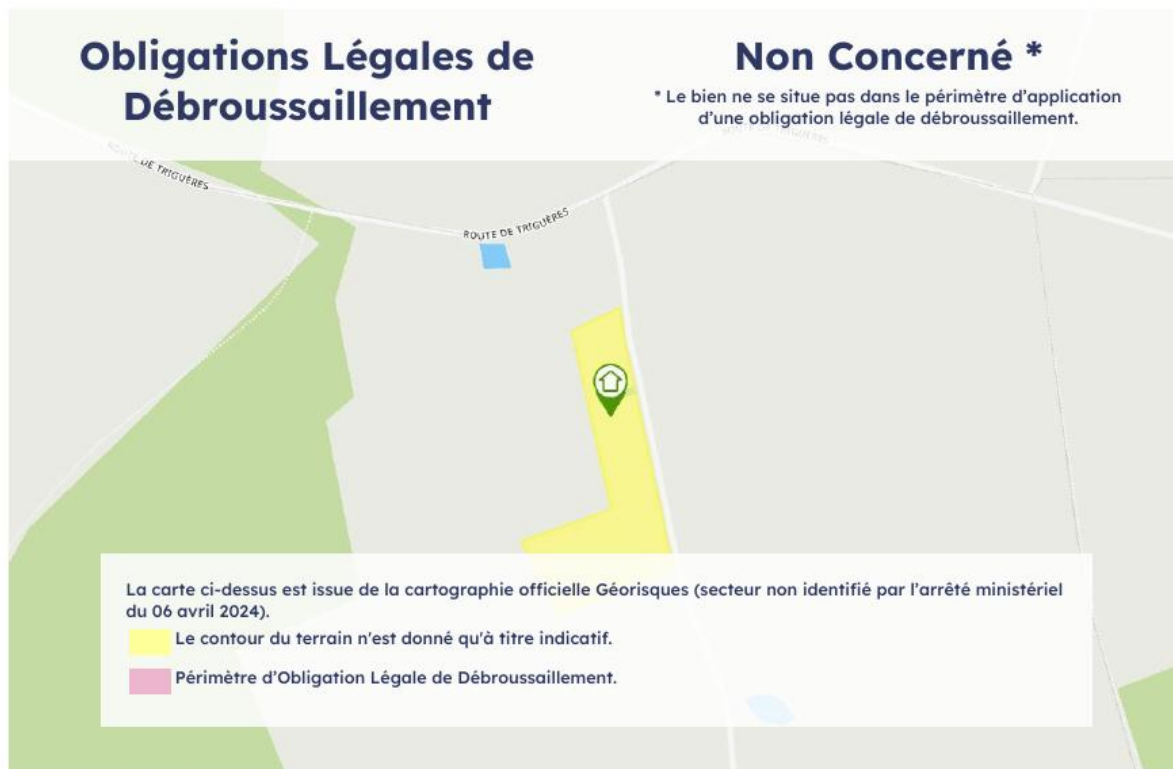 Obligations Légales de
Débroussaillement
Non Concerné *
* Le bien ne se situe pas dans le périmètre d'application
d'une obligation légale de débroussaillement.
ROUTE DE TRIGUÈRES
ROUTE DE TRIGUÈRES
ROUTE DE TRIGUÈRES
La carte ci-dessus est issue de la cartographie officielle Géorisques (secteur non identifié par l'arrêté ministériel
du 06 avril 2024).
Le contour du terrain n'est donné qu'à titre indicatif.
Périmètre d'Obligation Légale de Débroussaillement.